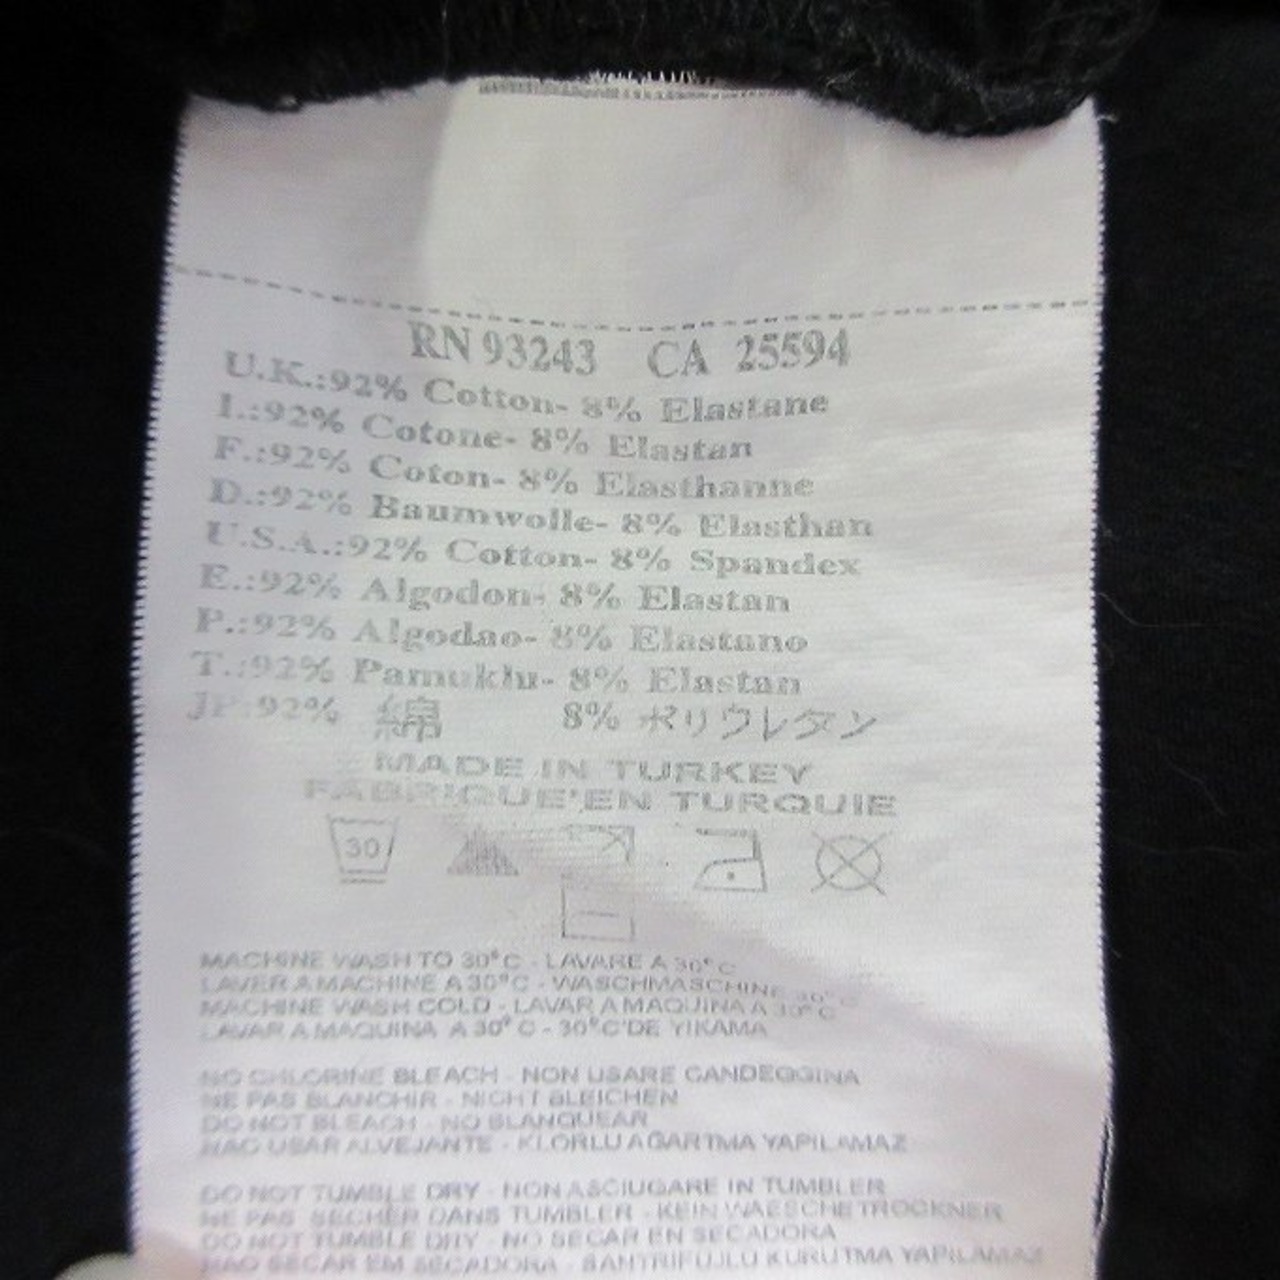 RN 93243 CA 25594
U.K.:92% Cotton- 8% Elastane
I.:92% Cotone- 8% Elastan
F.:92% Coton- 8% Elasthanne
D.:92% Baumwolle- 8% Elasthan
U.S.A.:92% Cotton- 8% Spandex
E.:92% Algodon- 8% Elastan
P.:92% Algodao- 8% Elastano
T.:92% Pamuklu- 8% Elastan
JP:92% 綿 8% ポリウレタン
MADE IN TURKEY
FABRIQUE'EN TURQUIE
30
MACHINE WASH TO 30°C - LAVARE A 30°C
LAVER A MACHINE A 30°C - WASCHMASCHINE 30°C
MACHINE WASH COLD - LAVAR A MAQUINA A 30°C
LAVAR A MAQUINA A 30°C - 30°C'DE YIKAMA
NO CHLORINE BLEACH - NON USARE CANDEGGINA
NE PAS BLANCHIR - NICHT BLEICHEN
DO NOT BLEACH - NO BLANQUEAR
NAO USAR ALVEJANTE - KLORLU AĞARTMA YAPILAMAZ
DO NOT TUMBLE DRY - NON ASCIUGARE IN TUMBLER
NE PAS SECHER DANS TUMBLER - KEIN WAESCHETROCKNER
DO NOT TUMBLE DRY - NO SECAR EN SECADORA
NAO SECAR EM SECADORA - SANTRIFUJLU KURUTMA YAPILAMAZ